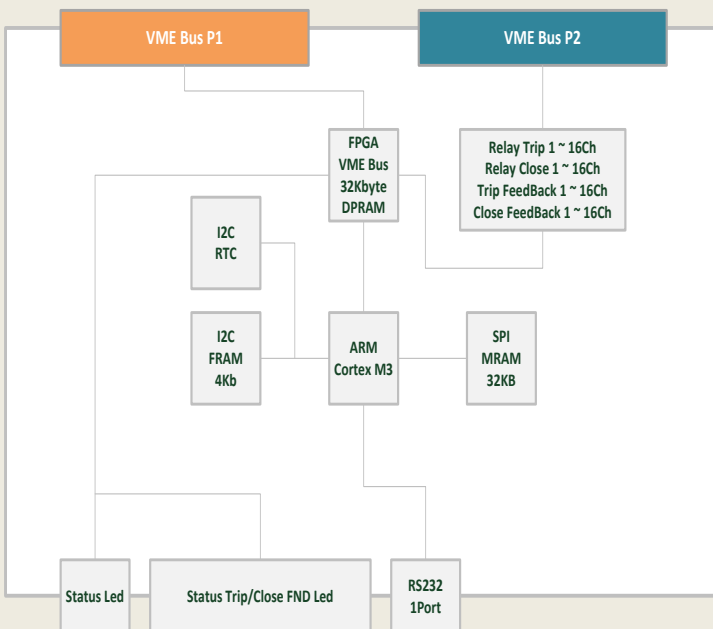 VME Bus P1
VME Bus P2
FPGA
VME Bus
32Kbyte
DPRAM
Relay Trip 1 ~ 16Ch
Relay Close 1 ~ 16Ch
Trip FeedBack 1 ~ 16Ch
Close FeedBack 1 ~ 16Ch
I2C
RTC
I2C
FRAM
4Kb
ARM
Cortex M3
SPI
MRAM
32KB
Status Led
Status Trip/Close FND Led
RS232
1Port